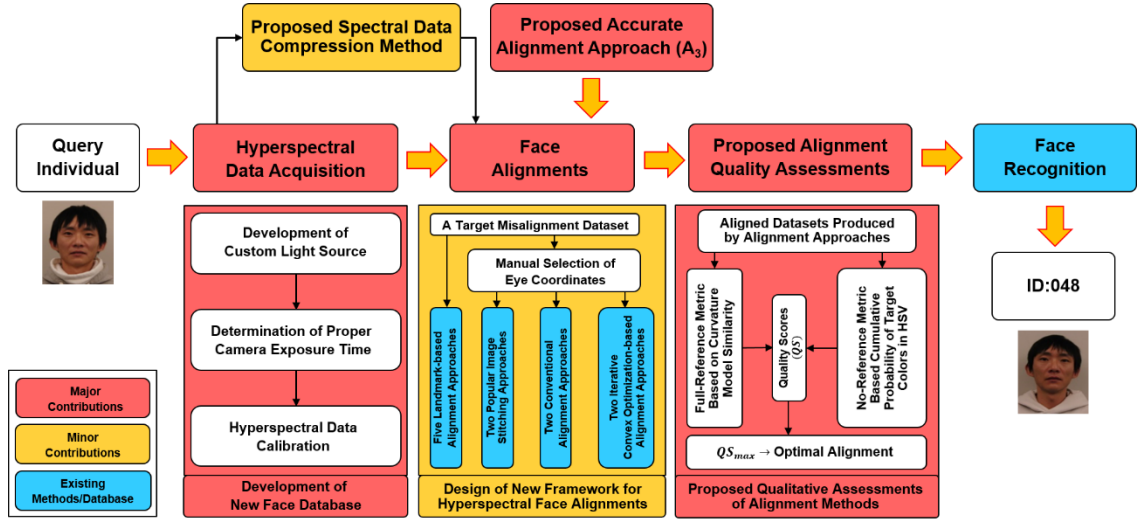 Proposed Spectral Data
Compression Method
Proposed Accurate
Alignment Approach (A3)
Query
Individual
Hyperspectral
Data Acquisition
Face
Alignments
Proposed Alignment
Quality Assessments
Face
Recognition
Development of
Custom Light Source
Determination of Proper
Camera Exposure Time
Hyperspectral Data
Calibration
Development of
New Face Database
A Target Misalignment Dataset
Manual Selection of
Eye Coordinates
Five Landmark-based
Alignment Approaches
Two Popular Image
Stitching Approaches
Two Conventional
Alignment Approaches
Two Iterative
Convex Optimization-based
Alignment Approaches
Design of New Framework for
Hyperspectral Face Alignments
Aligned Datasets Produced
by Alignment Approaches
Full-Reference Metric
Based on Curvature
Model Similarity
Quality Scores
(QS)
No-Reference Metric
Based Cumulative
Probability of Target
Colors in HSV
QSmax → Optimal Alignment
Proposed Qualitative Assessments
of Alignment Methods
ID:048
Major
Contributions
Minor
Contributions
Existing
Methods/Database